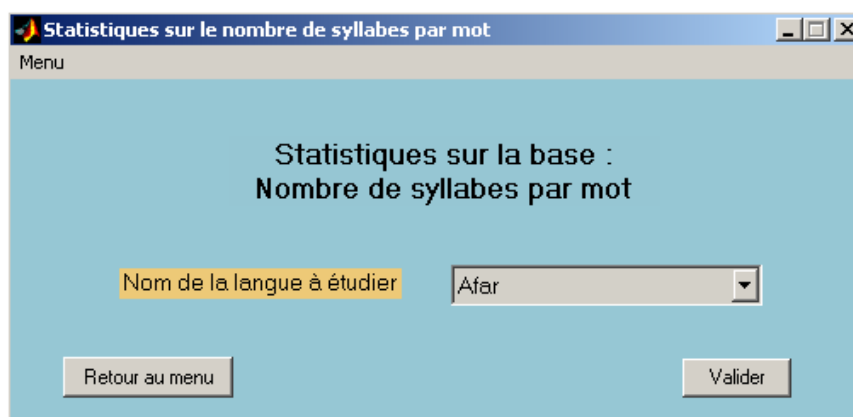 Statistiques sur le nombre de syllabes par mot
Menu
Statistiques sur la base :
Nombre de syllabes par mot
Nom de la langue à étudier
Afar
Retour au menu
Valider